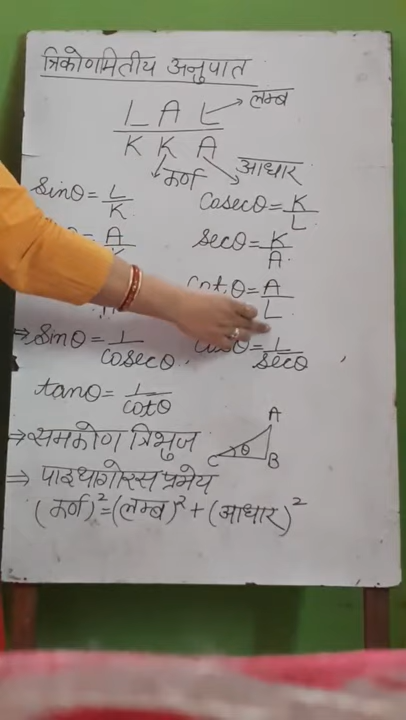 त्रिकोणमितीय अनुपात
L A L → लम्ब
K K A
कर्ण आधार
sinθ = L/K cosecθ = K/L
θ = A/K secθ = K/A
cot θ = A/L
⇒ sinθ = 1/cosecθ , θ = 1/secθ ,
tanθ = 1/cotθ
A
⇒ समकोण त्रिभुज
C θ B
⇒ पाइथागोरस प्रमेय
(कर्ण)² = (लम्ब)² + (आधार)²